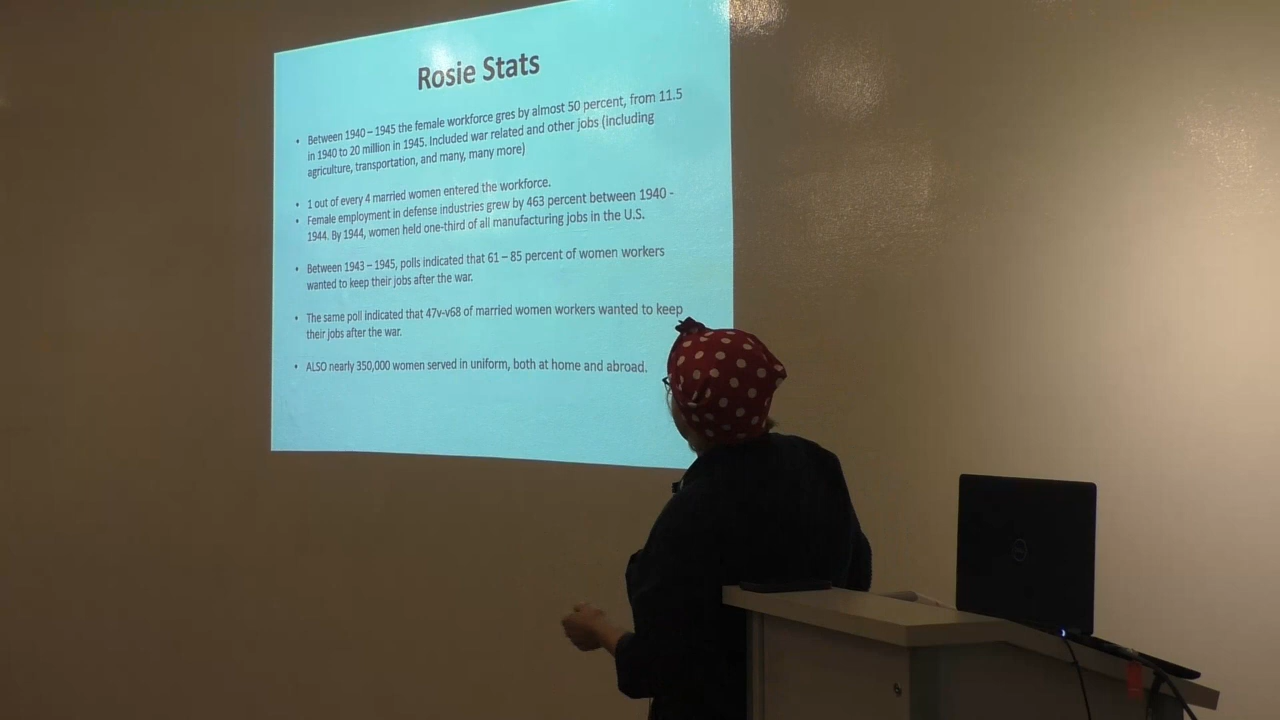 Rosie Stats
• Between 1940 – 1945 the female workforce gres by almost 50 percent, from 11.5
in 1940 to 20 million in 1945. Included war related and other jobs (including
agriculture, transportation, and many, many more)
• 1 out of every 4 married women entered the workforce.
• Female employment in defense industries grew by 463 percent between 1940 -
1944. By 1944, women held one-third of all manufacturing jobs in the U.S.
• Between 1943 – 1945, polls indicated that 61 – 85 percent of women workers
wanted to keep their jobs after the war.
• The same poll indicated that 47v-v68 of married women workers wanted to keep
their jobs after the war.
• ALSO nearly 350,000 women served in uniform, both at home and abroad.